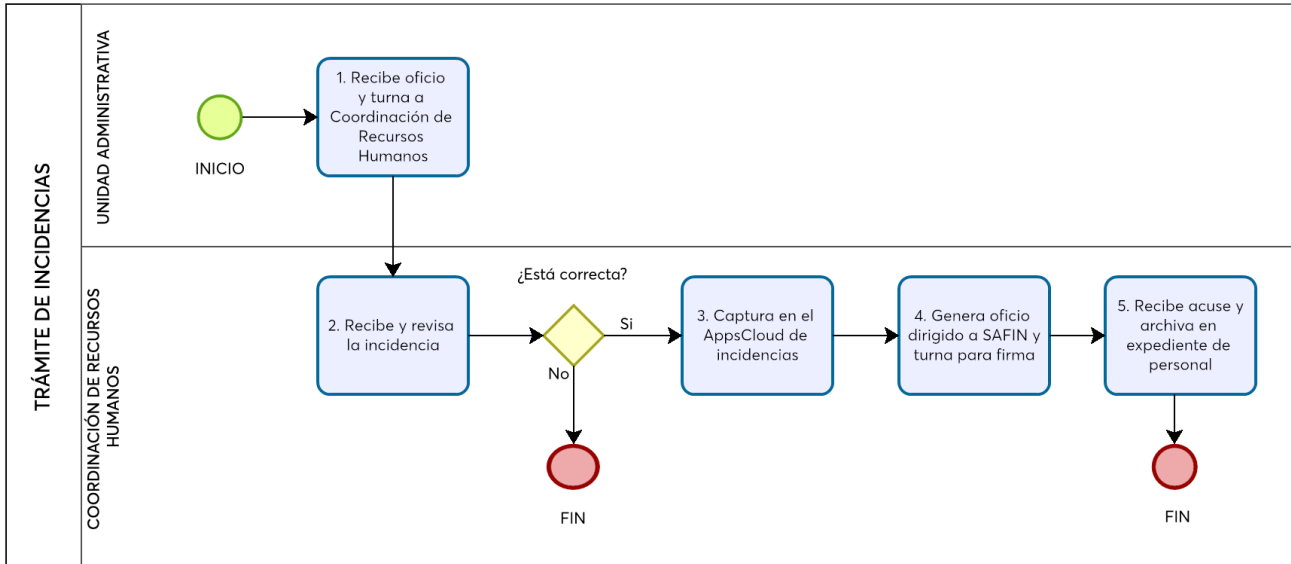 TRÁMITE DE INCIDENCIAS
UNIDAD ADMINISTRATIVA
INICIO
1. Recibe oficio
y turna a
Coordinación de
Recursos
Humanos
COORDINACIÓN DE RECURSOS
HUMANOS
2. Recibe y revisa
la incidencia
¿Está correcta?
Si
No
FIN
3. Captura en el
AppsCloud de
incidencias
4. Genera oficio
dirigido a SAFIN y
turna para firma
5. Recibe acuse y
archiva en
expediente de
personal
FIN